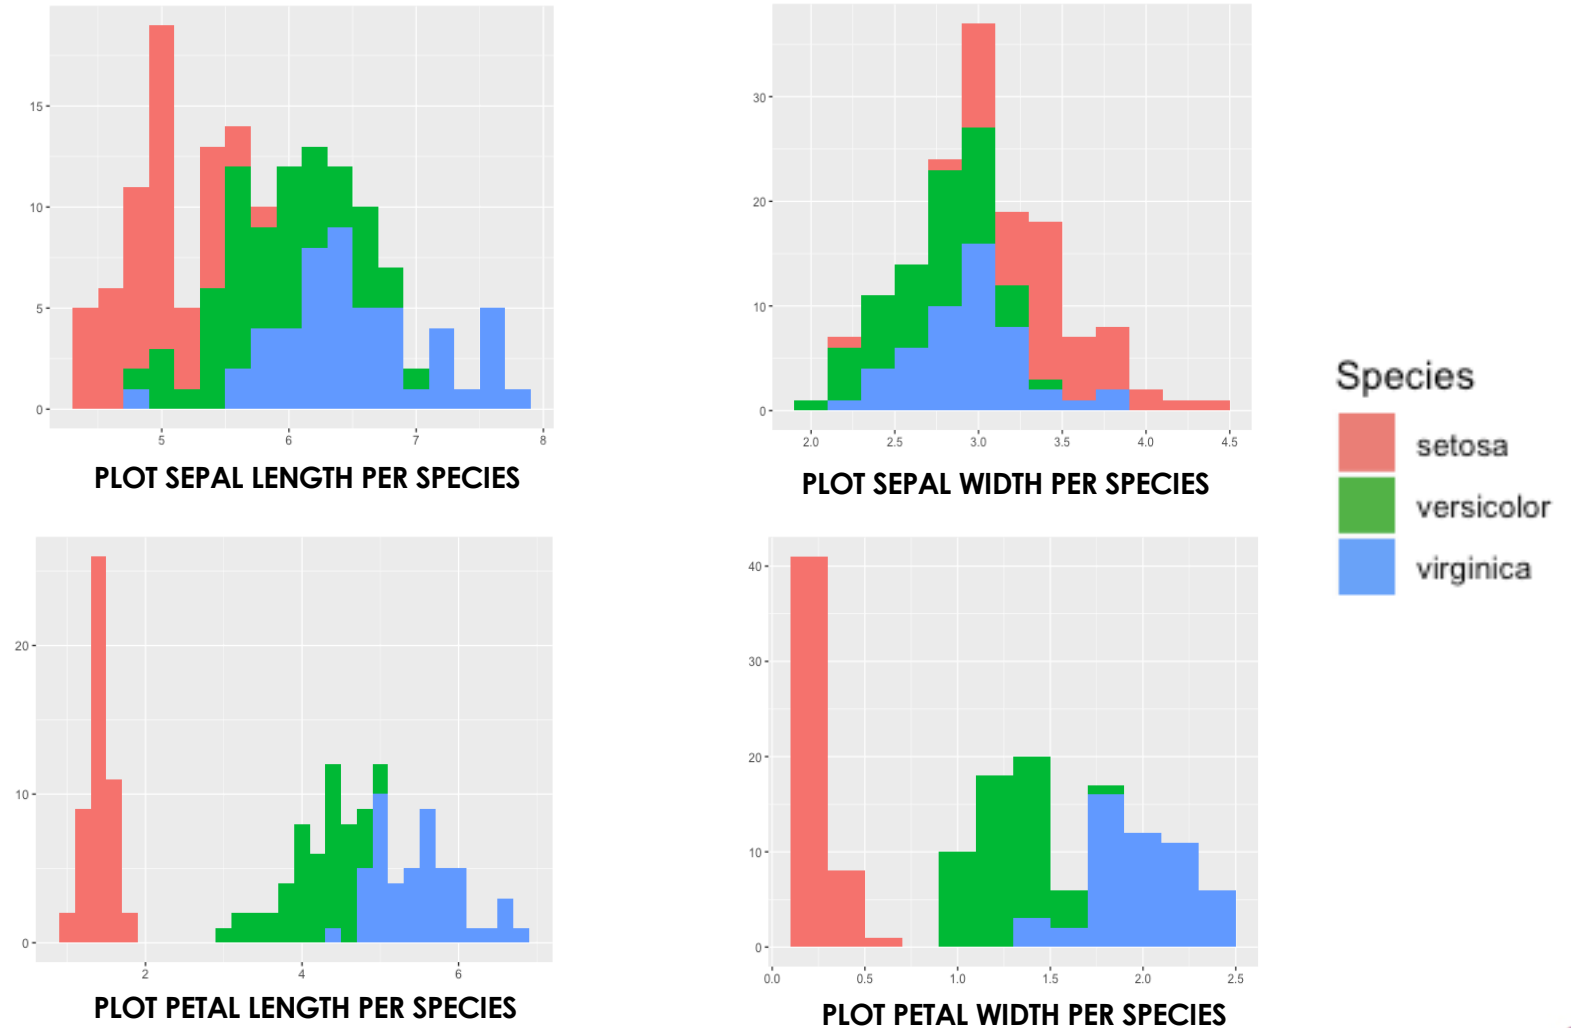 15
10
5
0
5 6 7 8
PLOT SEPAL LENGTH PER SPECIES
30
20
10
0
2.0 2.5 3.0 3.5 4.0 4.5
PLOT SEPAL WIDTH PER SPECIES
Species
setosa
versicolor
virginica
20
10
0
2 4 6
PLOT PETAL LENGTH PER SPECIES
40
30
20
10
0
0.0 0.5 1.0 1.5 2.0 2.5
PLOT PETAL WIDTH PER SPECIES